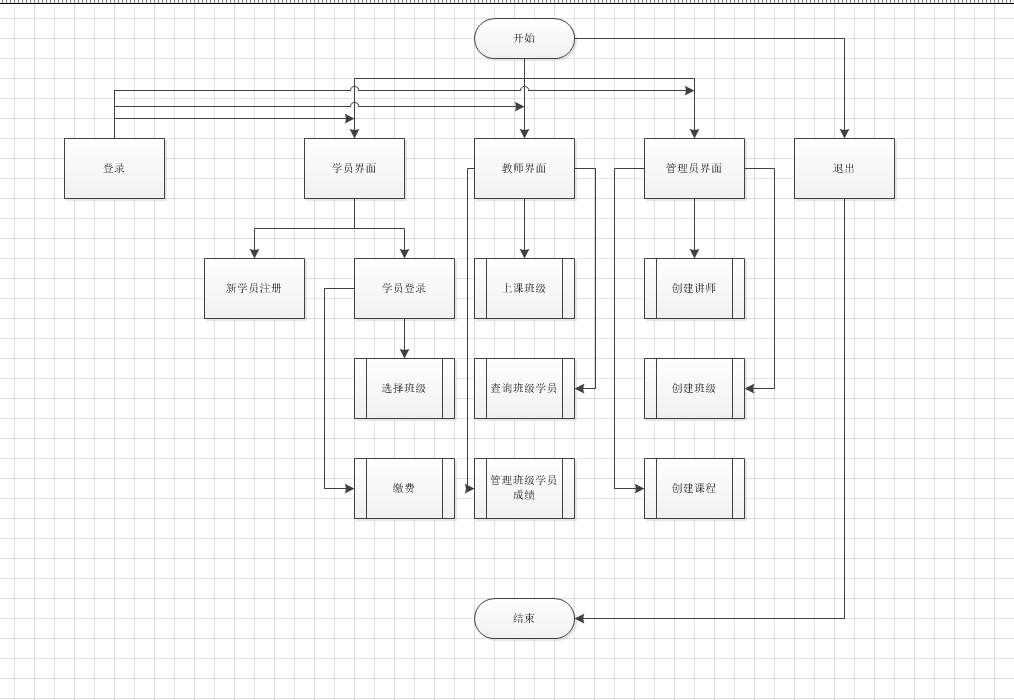 开始
登录
学员界面
教师界面
管理员界面
退出
新学员注册
学员登录
上课班级
创建讲师
选择班级
查询班级学员
创建班级
缴费
管理班级学员
成绩
创建课程
结束